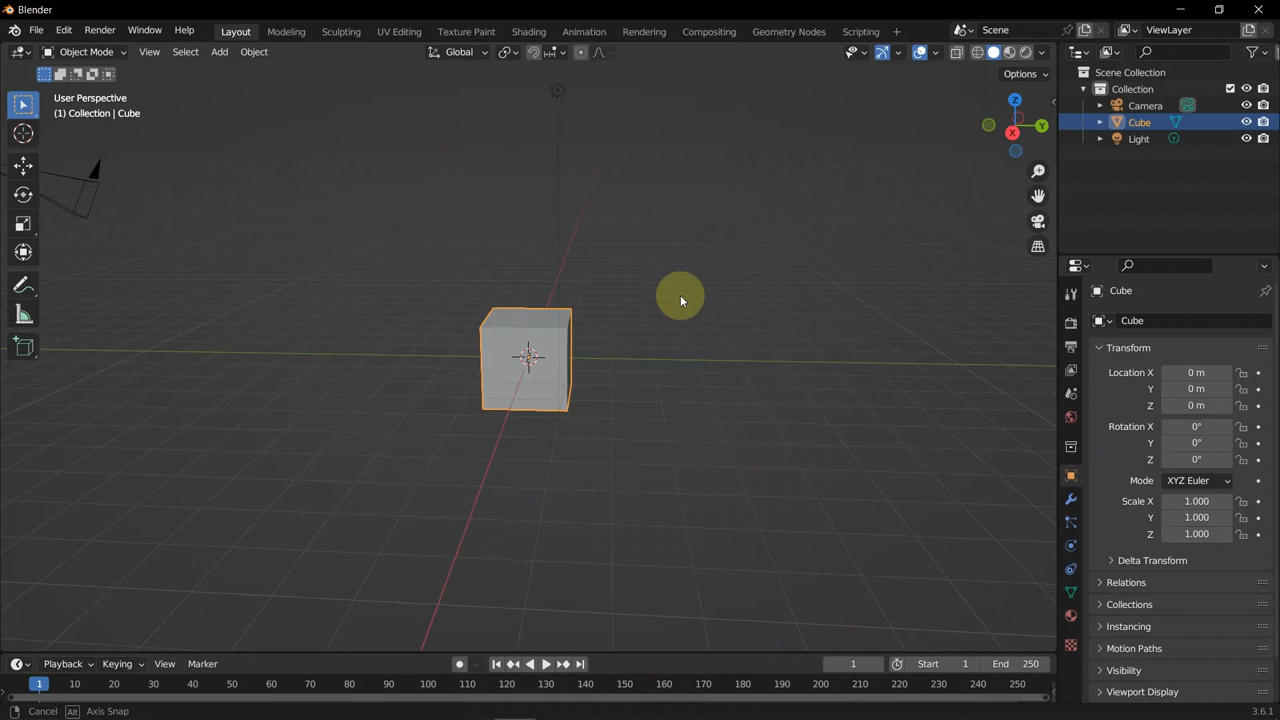 Blender
File Edit Render Window Help Layout Modeling Sculpting UV Editing Texture Paint Shading Animation Rendering Compositing Geometry Nodes Scripting + Scene ViewLayer
Object Mode View Select Add Object Global
Options
User Perspective
(1) Collection | Cube
Z
Y
X
Scene Collection
Collection
Camera
Cube
Light
Cube
Cube
Transform
Location X 0 m
Y 0 m
Z 0 m
Rotation X 0°
Y 0°
Z 0°
Mode XYZ Euler
Scale X 1.000
Y 1.000
Z 1.000
Delta Transform
Relations
Collections
Instancing
Motion Paths
Visibility
Viewport Display
Playback Keying View Marker 1 Start 1 End 250
1 10 20 30 40 50 60 70 80 90 100 110 120 130 140 150 160 170 180 190 200 210 220 230 240 250
Cancel Alt Axis Snap
3.6.1